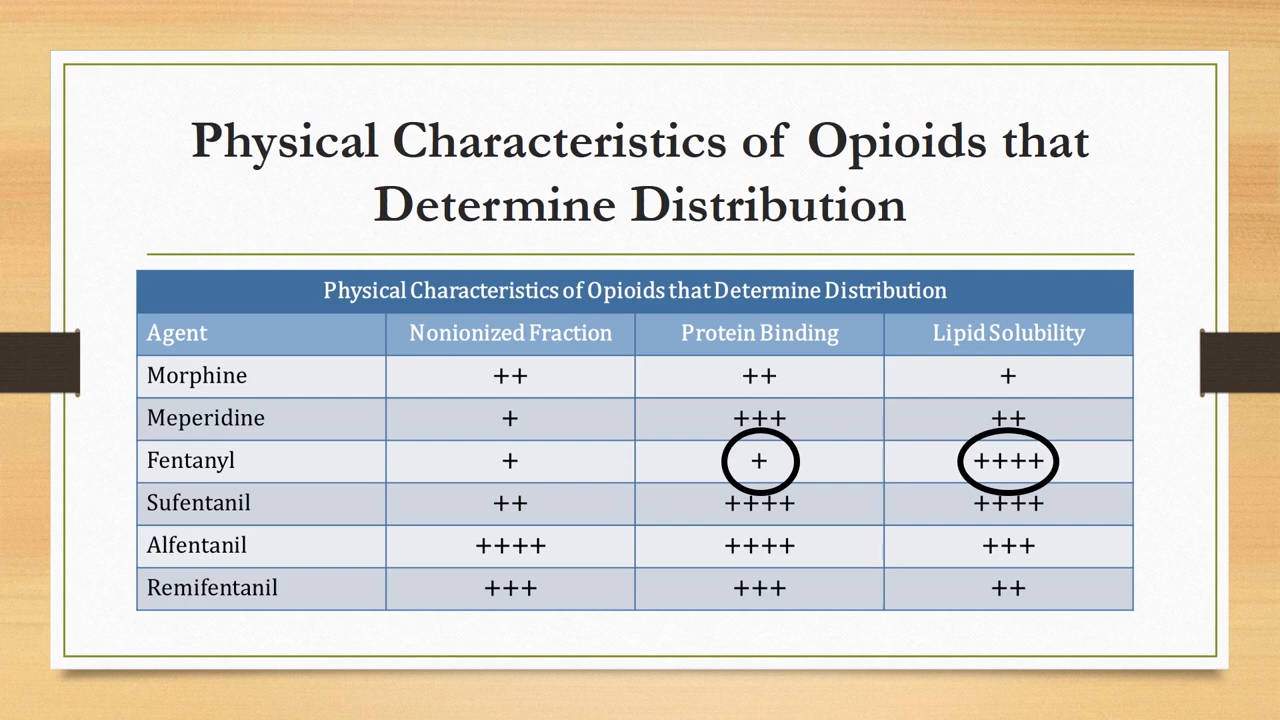 Physical Characteristics of Opioids that
Determine Distribution
Physical Characteristics of Opioids that Determine Distribution
Agent Nonionized Fraction Protein Binding Lipid Solubility
Morphine ++ ++ +
Meperidine + +++ ++
Fentanyl + + ++++
Sufentanil ++ ++++ ++++
Alfentanil ++++ ++++ +++
Remifentanil +++ +++ ++